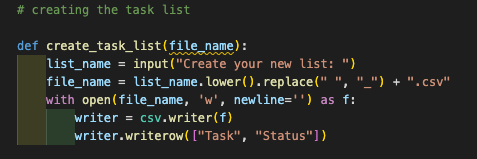 # creating the task list
def create_task_list(file_name):
    list_name = input("Create your new list: ")
    file_name = list_name.lower().replace(" ", "_") + ".csv"
    with open(file_name, 'w', newline='') as f:
        writer = csv.writer(f)
        writer.writerow(["Task", "Status"])